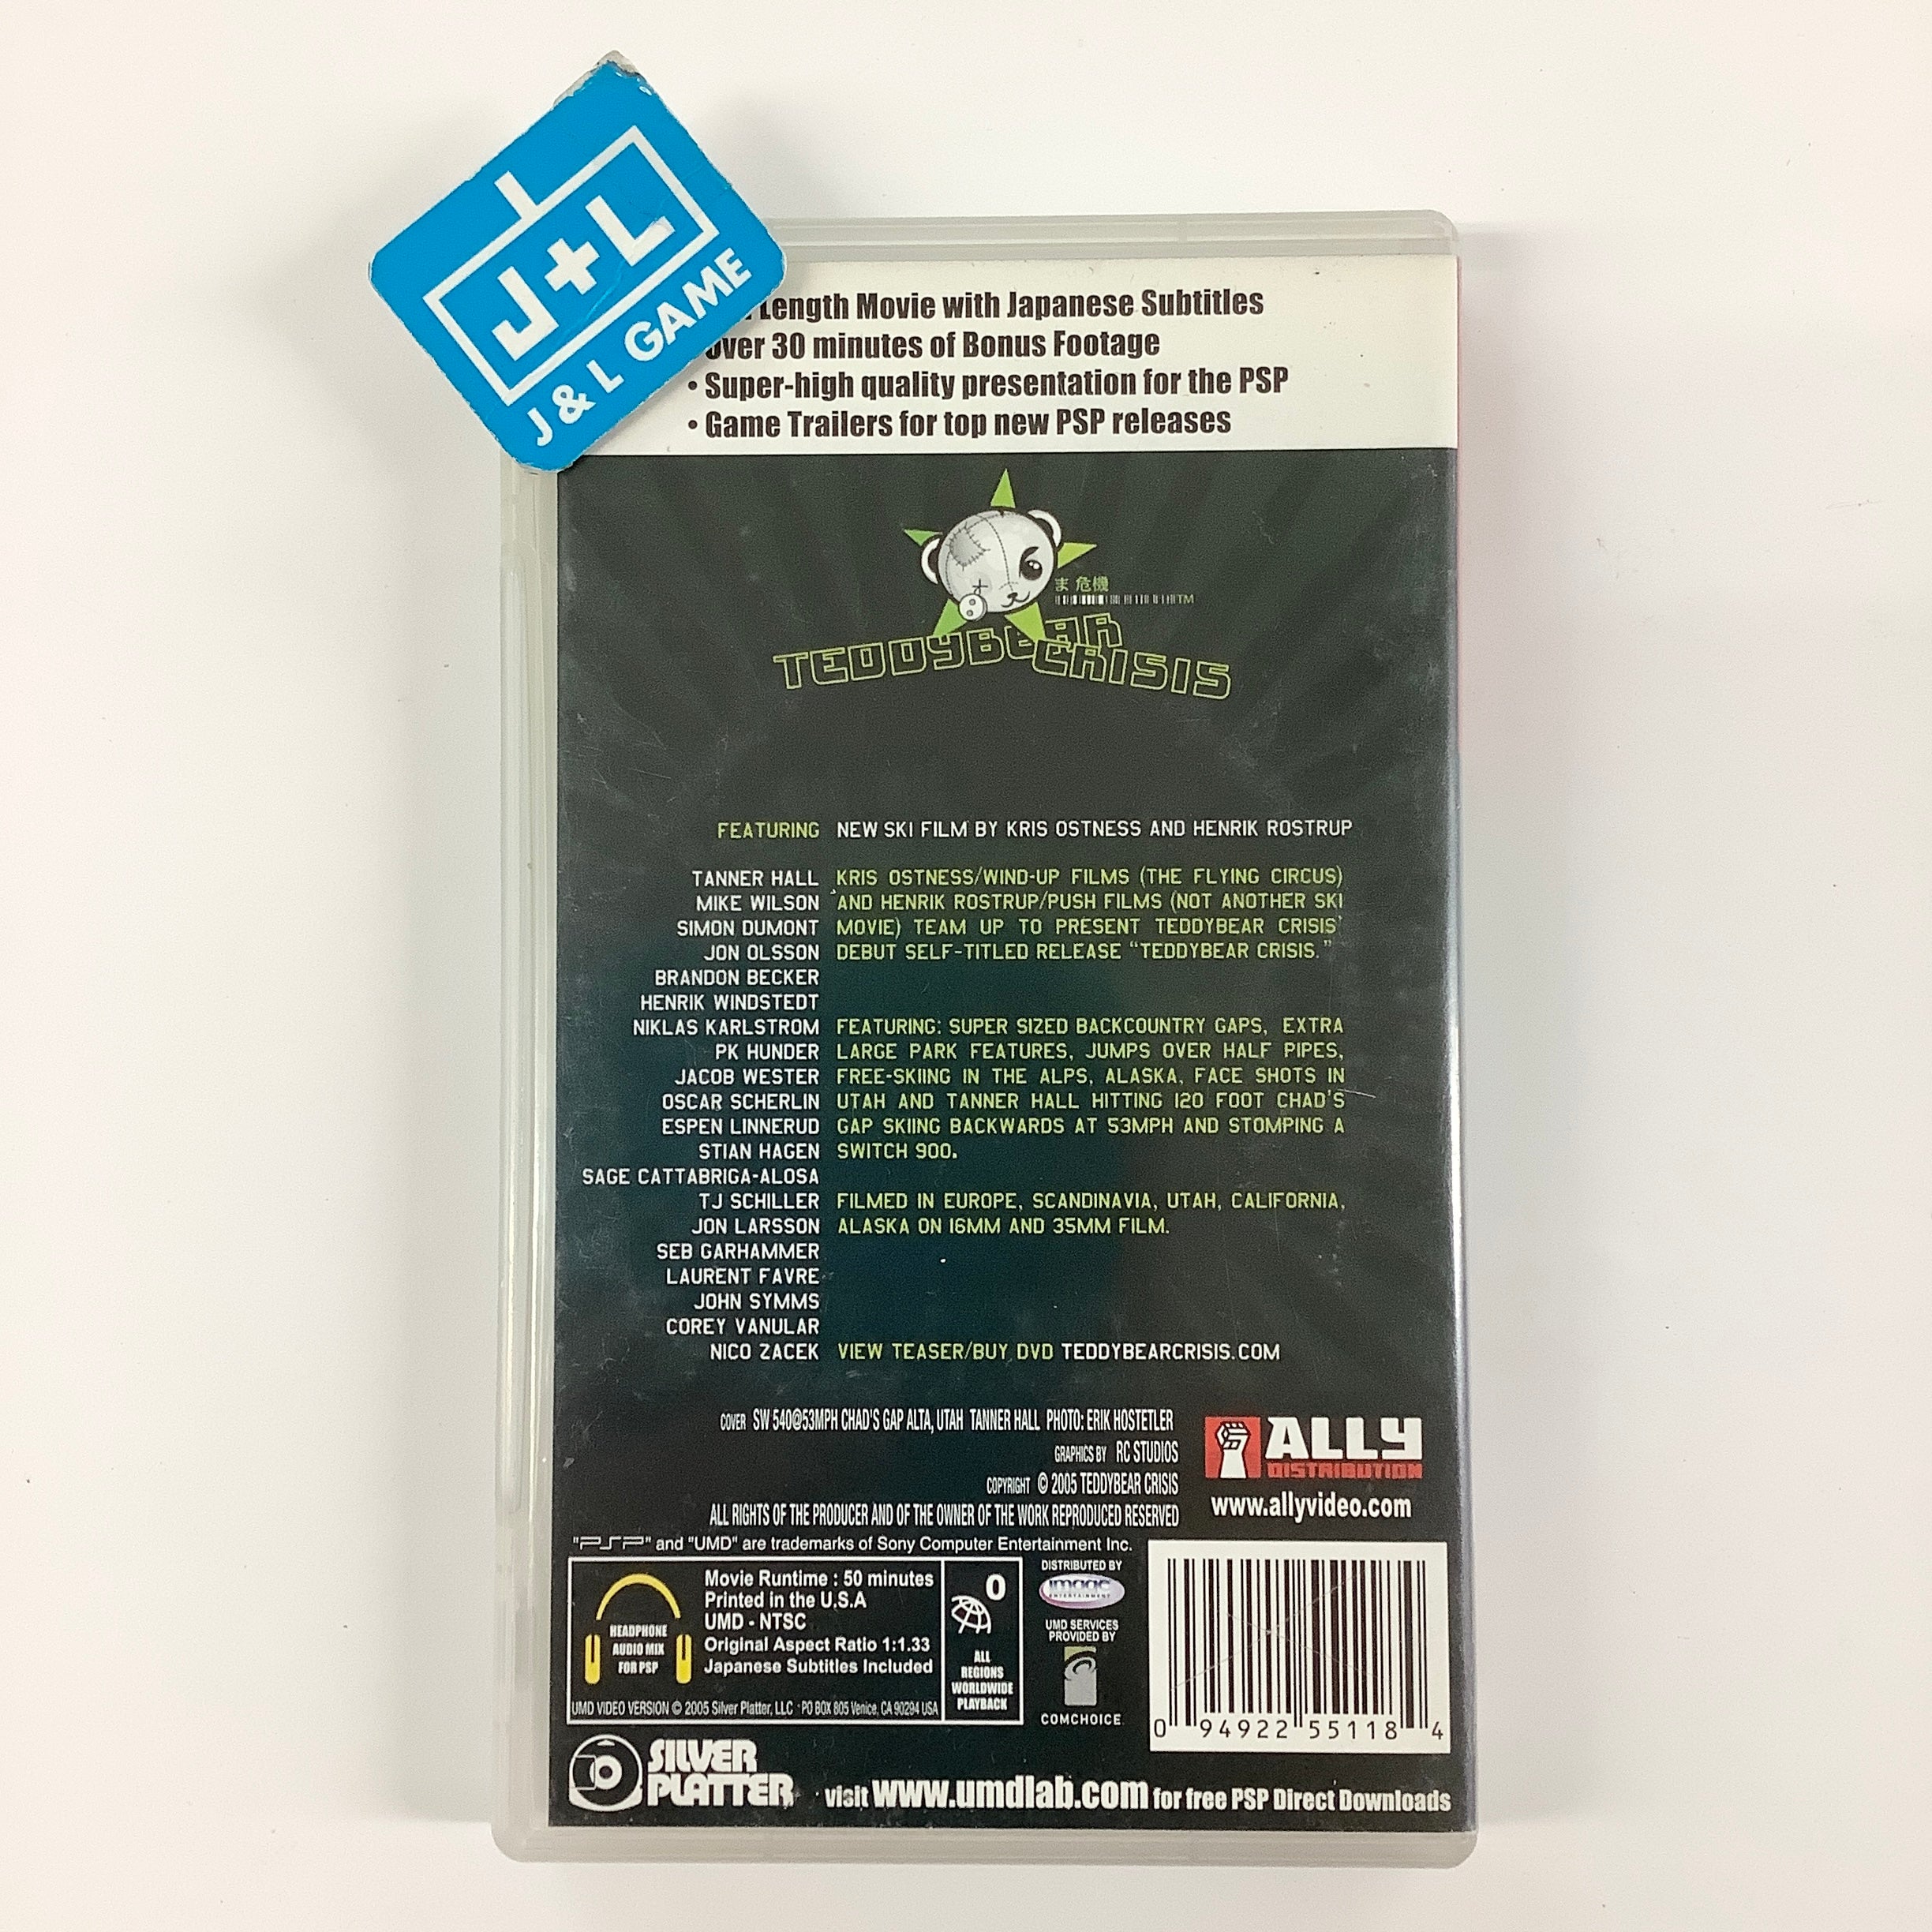 J+L
J & L GAME
Length Movie with Japanese Subtitles
Over 30 minutes of Bonus Footage
• Super-high quality presentation for the PSP
• Game Trailers for top new PSP releases
ま 危機
TM
TEDDYBEAR
CRISIS
FEATURING NEW SKI FILM BY KRIS OSTNESS AND HENRIK ROSTRUP
TANNER HALL KRIS OSTNESS/WIND-UP FILMS (THE FLYING CIRCUS)
MIKE WILSON AND HENRIK ROSTRUP/PUSH FILMS (NOT ANOTHER SKI
SIMON DUMONT MOVIE) TEAM UP TO PRESENT TEDDYBEAR CRISIS'
JON OLSSON DEBUT SELF-TITLED RELEASE "TEDDYBEAR CRISIS."
BRANDON BECKER
HENRIK WINDSTEDT
NIKLAS KARLSTROM FEATURING: SUPER SIZED BACKCOUNTRY GAPS, EXTRA
PK HUNDER LARGE PARK FEATURES, JUMPS OVER HALF PIPES,
JACOB WESTER FREE-SKIING IN THE ALPS, ALASKA, FACE SHOTS IN
OSCAR SCHERLIN UTAH AND TANNER HALL HITTING 120 FOOT CHAD'S
ESPEN LINNERUD GAP SKIING BACKWARDS AT 53MPH AND STOMPING A
STIAN HAGEN SWITCH 900.
SAGE CATTABRIGA-ALOSA
TJ SCHILLER FILMED IN EUROPE, SCANDINAVIA, UTAH, CALIFORNIA,
JON LARSSON ALASKA ON 16MM AND 35MM FILM.
SEB GARHAMMER
LAURENT FAVRE
JOHN SYMMS
COREY VANULAR
NICO ZACEK VIEW TEASER/BUY DVD TEDDYBEARCRISIS.COM
COVER SW 540@53MPH CHAD'S GAP ALTA, UTAH TANNER HALL PHOTO: ERIK HOSTETLER
GRAPHICS BY RC STUDIOS
COPYRIGHT © 2005 TEDDYBEAR CRISIS
ALL RIGHTS OF THE PRODUCER AND OF THE OWNER OF THE WORK REPRODUCED RESERVED
ALLY
DISTRIBUTION
www.allyvideo.com
"PSP" and "UMD" are trademarks of Sony Computer Entertainment Inc.
HEADPHONE
AUDIO MIX
FOR PSP
Movie Runtime : 50 minutes
Printed in the U.S.A
UMD - NTSC
Original Aspect Ratio 1:1.33
Japanese Subtitles Included
UMD VIDEO VERSION © 2005 Silver Platter, LLC · PO BOX 805 Venice, CA 90294 USA
0
ALL
REGIONS
WORLDWIDE
PLAYBACK
DISTRIBUTED BY
image
ENTERTAINMENT
UMD SERVICES
PROVIDED BY
COMCHOICE
0 94922 55118 4
SILVER
PLATTER
visit www.umdlab.com for free PSP Direct Downloads